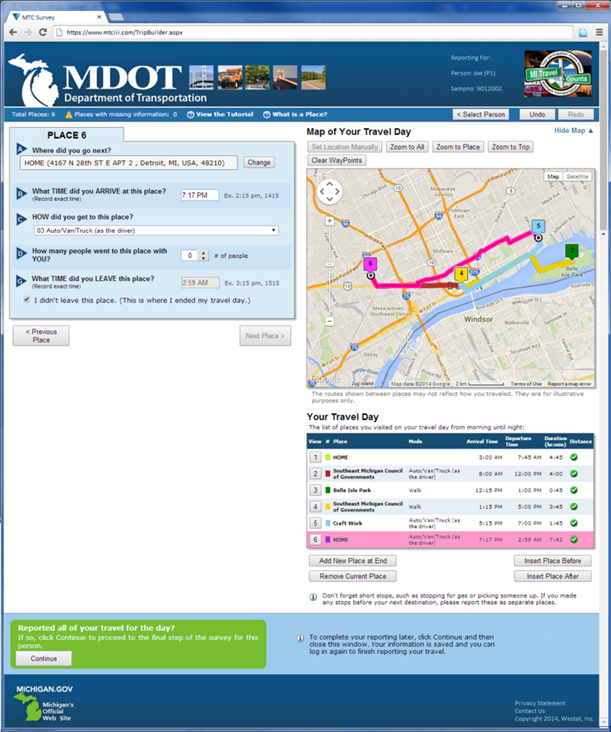 MTC Survey
https://www.mtciii.com/TripBuilder.aspx
MDOT
Department of Transportation
Reporting For:
Person: Joe (P1)
Sampno: 9012002
MI Travel Counts
Total Places: 6 Places with missing information: 0 View the Tutorial What is a Place? < Select Person Undo Redo
PLACE 6
Where did you go next?
HOME (4167 N 28th ST E APT 2 , Detroit, MI, USA, 48210) Change
What TIME did you ARRIVE at this place?
(Record exact time)
7:17 PM Ex. 2:15 pm, 1415
HOW did you get to this place?
03 Auto/Van/Truck (as the driver)
How many people went to this place with YOU?
0 # of people
What TIME did you LEAVE this place?
(Record exact time)
2:59 AM Ex. 3:15 pm, 1515
I didn't leave this place. (This is where I ended my travel day.)
< Previous Place
Next Place >
Map of Your Travel Day Hide Map
Set Location Manually Zoom to All Zoom to Place Zoom to Trip
Clear WayPoints
Map Satellite
Midtown
Windsor
Walkerville
Belle Isle Park
Delray
Zug Island
6
4
5
3
Map data ©2014 Google 2 km Terms of Use Report a map error
The routes shown between places may not reflect how you traveled. They are for illustrative
purposes only.
Your Travel Day
The list of places you visited on your travel day from morning until night:
View # Place Mode Arrival Time Departure Time Duration (hr:min) Distance
1 HOME 3:00 AM 7:45 AM 4:45
2 Southeast Michigan Council of Governments Auto/Van/Truck (as the driver) 8:00 AM 12:00 PM 4:00
3 Belle Isle Park Walk 12:15 PM 1:00 PM 0:45
4 Southeast Michigan Council of Governments Walk 1:15 PM 5:00 PM 3:45
5 Craft Work Auto/Van/Truck (as the driver) 5:15 PM 7:00 PM 1:45
6 HOME Auto/Van/Truck (as the driver) 7:17 PM 2:59 AM 7:42
Add New Place at End Insert Place Before
Remove Current Place Insert Place After
Don't forget short stops, such as stopping for gas or picking someone up. If you made
any stops before your next destination, please report these as separate places.
Reported all of your travel for the day?
If so, click Continue to proceed to the final step of the survey for this
person.
Continue
To complete your reporting later, click Continue and then
close this window. Your information is saved and you can
log in again to finish reporting your travel.
MICHIGAN.GOV
Michigan's
Official
Web Site
Privacy Statement
Contact Us
Copyright 2014, Westat, Inc.